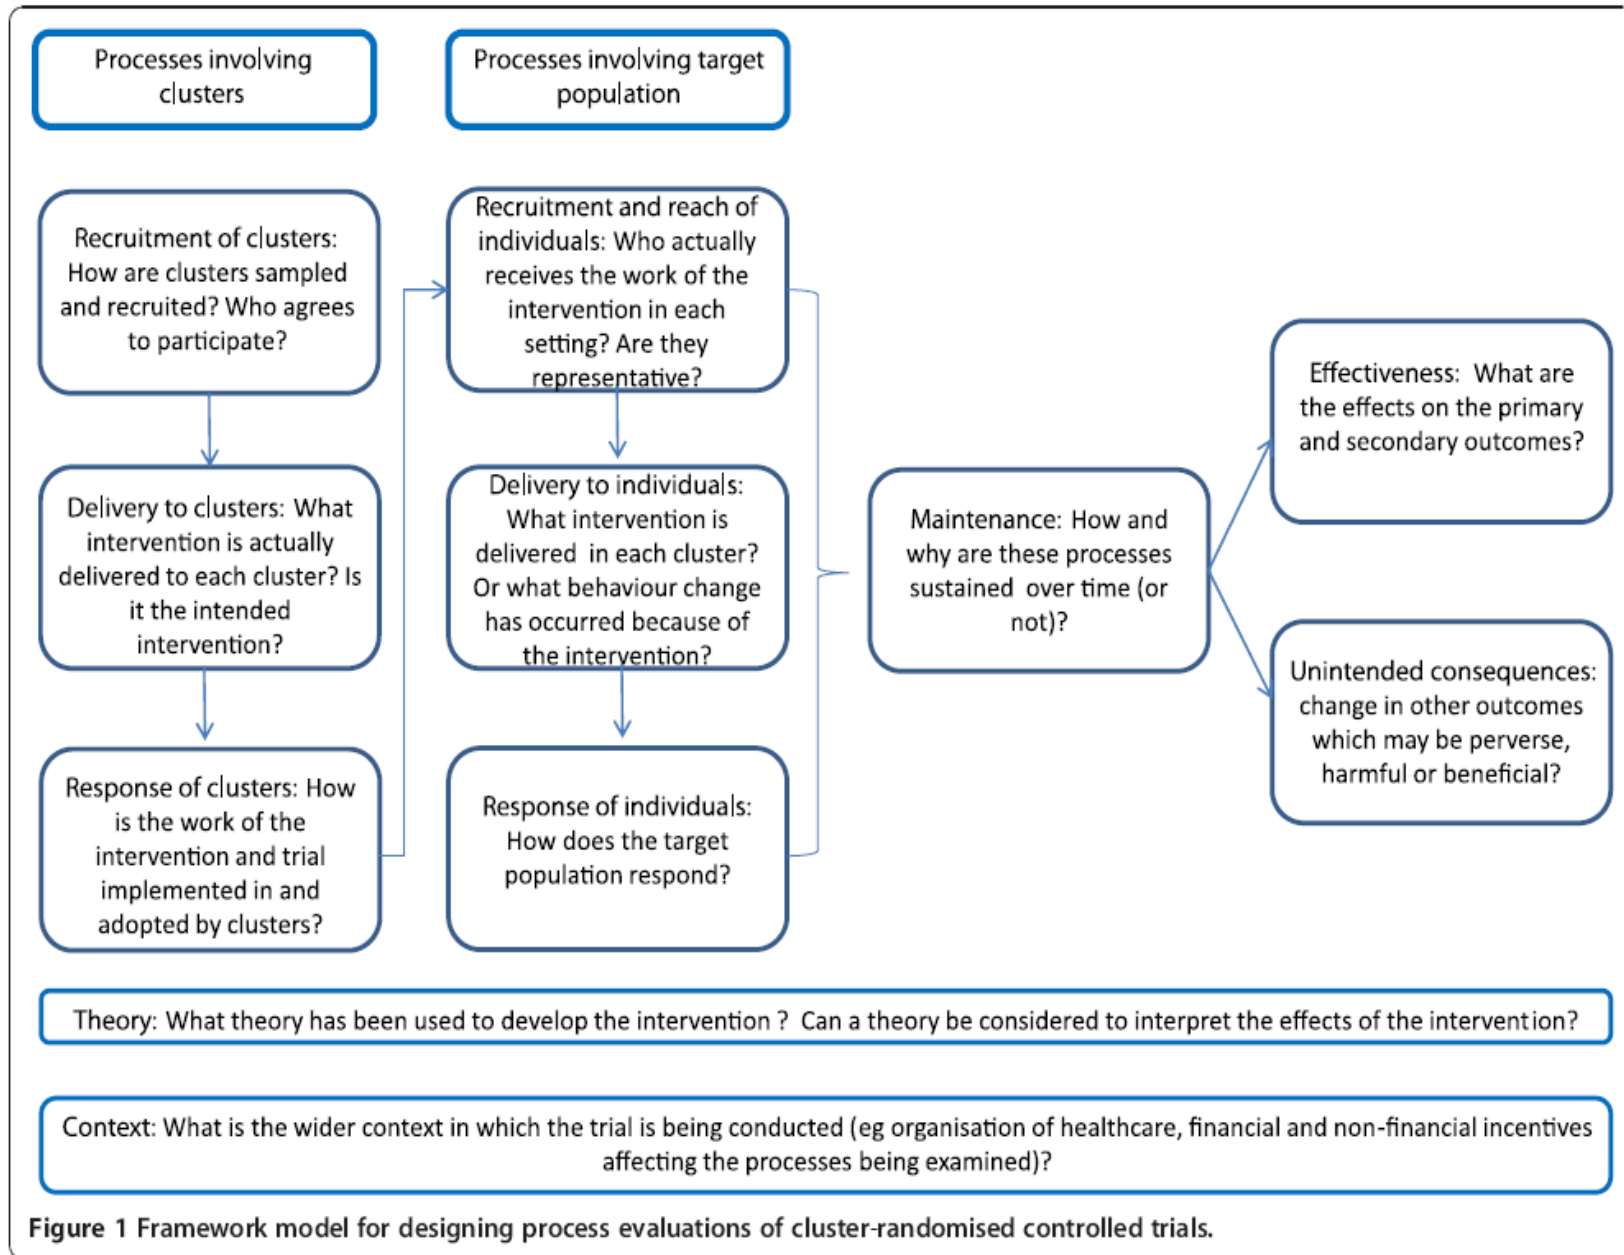 Processes involving
clusters
Processes involving target
population
Recruitment of clusters:
How are clusters sampled
and recruited? Who agrees
to participate?
Delivery to clusters: What
intervention is actually
delivered to each cluster? Is
it the intended
intervention?
Response of clusters: How
is the work of the
intervention and trial
implemented in and
adopted by clusters?
Recruitment and reach of
individuals: Who actually
receives the work of the
intervention in each
setting? Are they
representative?
Delivery to individuals:
What intervention is
delivered in each cluster?
Or what behaviour change
has occurred because of
the intervention?
Response of individuals:
How does the target
population respond?
Maintenance: How and
why are these processes
sustained over time (or
not)?
Effectiveness: What are
the effects on the primary
and secondary outcomes?
Unintended consequences:
change in other outcomes
which may be perverse,
harmful or beneficial?
Theory: What theory has been used to develop the intervention ? Can a theory be considered to interpret the effects of the intervention?
Context: What is the wider context in which the trial is being conducted (eg organisation of healthcare, financial and non-financial incentives
affecting the processes being examined)?
Figure 1 Framework model for designing process evaluations of cluster-randomised controlled trials.